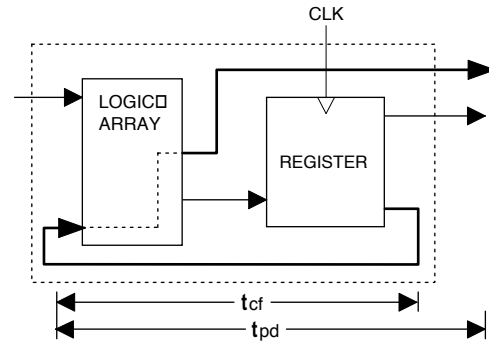 CLK
LOGIC□
ARRAY
REGISTER
tcf
tpd